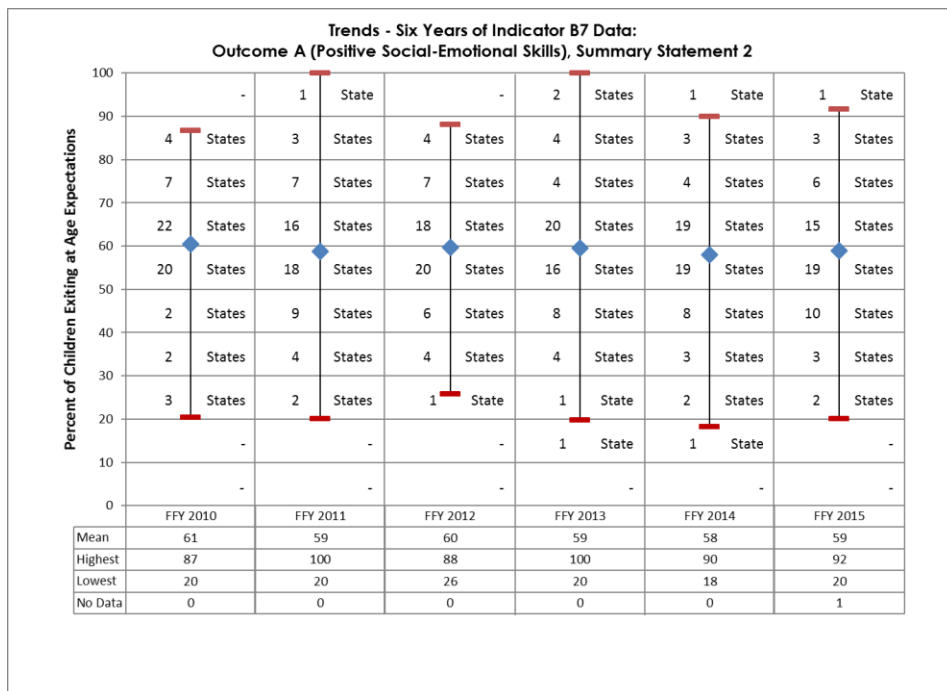 Trends - Six Years of Indicator B7 Data:
Outcome A (Positive Social-Emotional Skills), Summary Statement 2
Percent of Children Exiting at Age Expectations
100
- 1 State - 2 States 1 State 1 State
90
4 States 3 States 4 States 4 States 3 States 3 States
80
7 States 7 States 7 States 4 States 4 States 6 States
70
22 States 16 States 18 States 20 States 19 States 15 States
60
20 States 18 States 20 States 16 States 19 States 19 States
50
2 States 9 States 6 States 8 States 8 States 10 States
40
2 States 4 States 4 States 4 States 3 States 3 States
30
3 States 2 States 1 State 1 State 2 States 2 States
20
- - - 1 State 1 State -
10
- - - - - -
0
FFY 2010 FFY 2011 FFY 2012 FFY 2013 FFY 2014 FFY 2015
Mean 61 59 60 59 58 59
Highest 87 100 88 100 90 92
Lowest 20 20 26 20 18 20
No Data 0 0 0 0 0 1